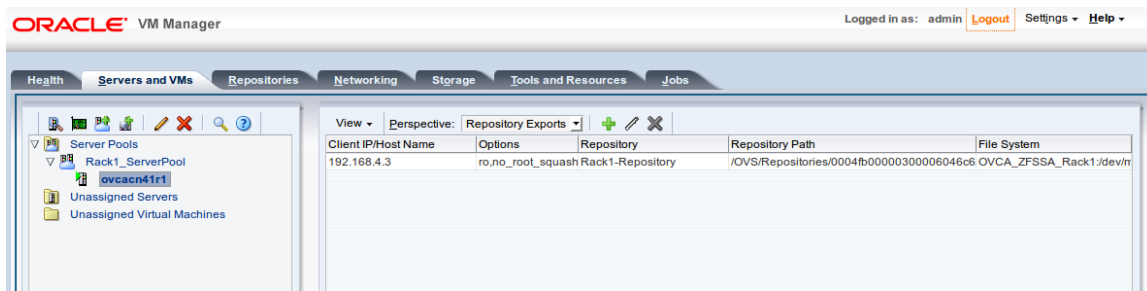 ORACLE VM Manager
Logged in as: admin Logout Settings Help
Health Servers and VMs Repositories Networking Storage Tools and Resources Jobs
View Perspective: Repository Exports
Server Pools
Rack1_ServerPool
ovcacn41r1
Unassigned Servers
Unassigned Virtual Machines
Client IP/Host Name Options Repository Repository Path File System
192.168.4.3 ro,no_root_squash Rack1-Repository /OVS/Repositories/0004fb00000300006046c6 OVCA_ZFSSA_Rack1:/dev/m